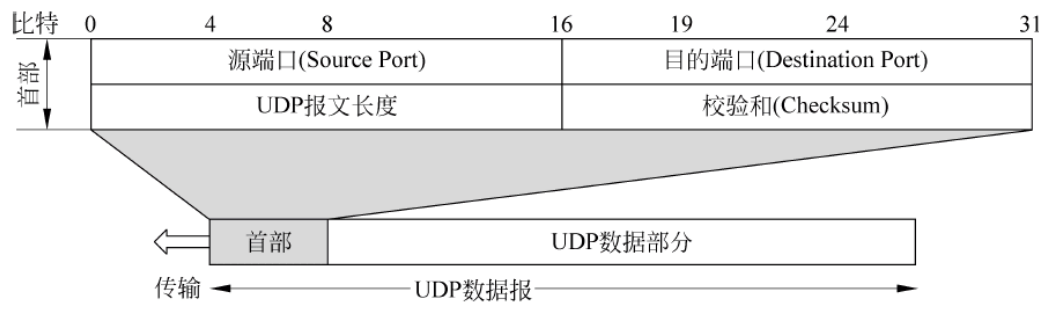 比特 0 4 8 16 19 24 31
首部
源端口(Source Port) 目的端口(Destination Port)
UDP报文长度 校验和(Checksum)
首部 UDP数据部分
传输 UDP数据报